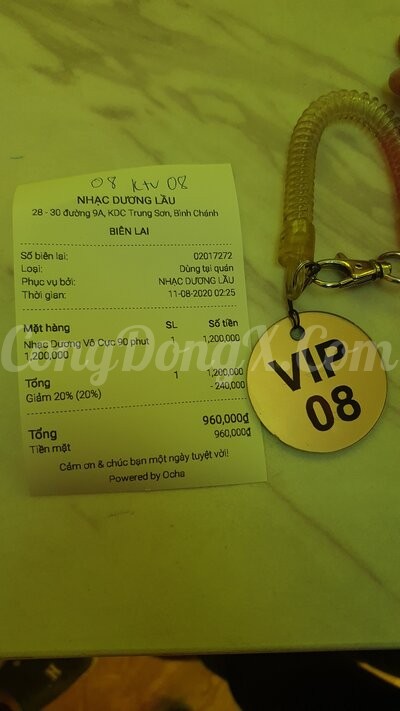 08 ktv 08
NHẠC DƯƠNG LẦU
28 - 30 đường 9A, KDC Trung Sơn, Bình Chánh
BIÊN LAI
Số biên lai: 02017272
Loại: Dùng tại quán
Phục vụ bởi: NHẠC DƯƠNG LẦU
Thời gian: 11-08-2020 02:25
Mặt hàng SL Số tiền
Nhạc Dương Vô Cực 90 phút 1 1,200,000
1,200,000
Tổng 1 1,200,000
Giảm 20% (20%) - 240,000
Tổng 960,000₫
Tiền mặt 960,000₫
Cảm ơn & chúc bạn một ngày tuyệt vời!
Powered by Ocha
VIP
08
CongDongX.Com